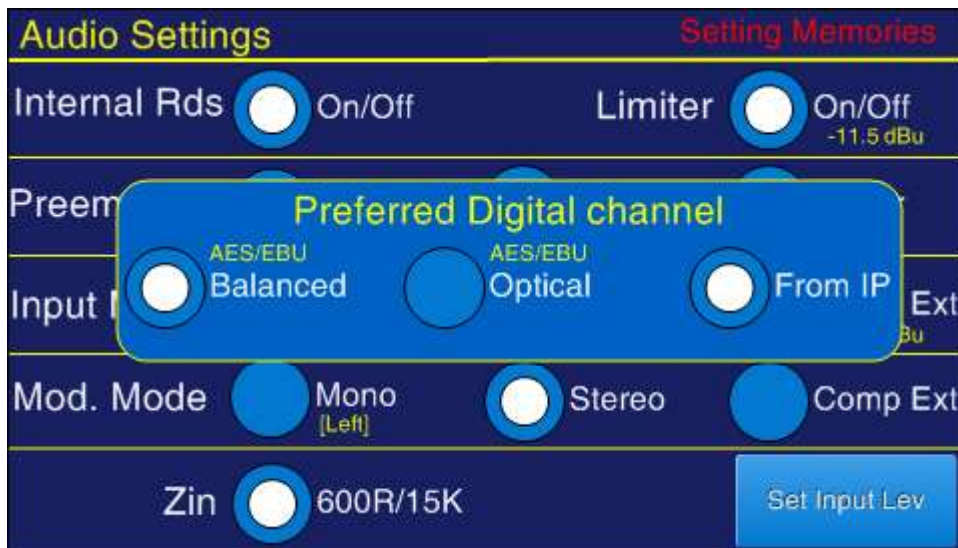 Audio Settings Setting Memories
Internal Rds On/Off Limiter On/Off
-11.5 dBu
Preem
Preferred Digital channel
AES/EBU AES/EBU
Balanced Optical From IP
Input Ext
Bu
Mod. Mode Mono Stereo Comp Ext
[Left]
Zin 600R/15K Set Input Lev